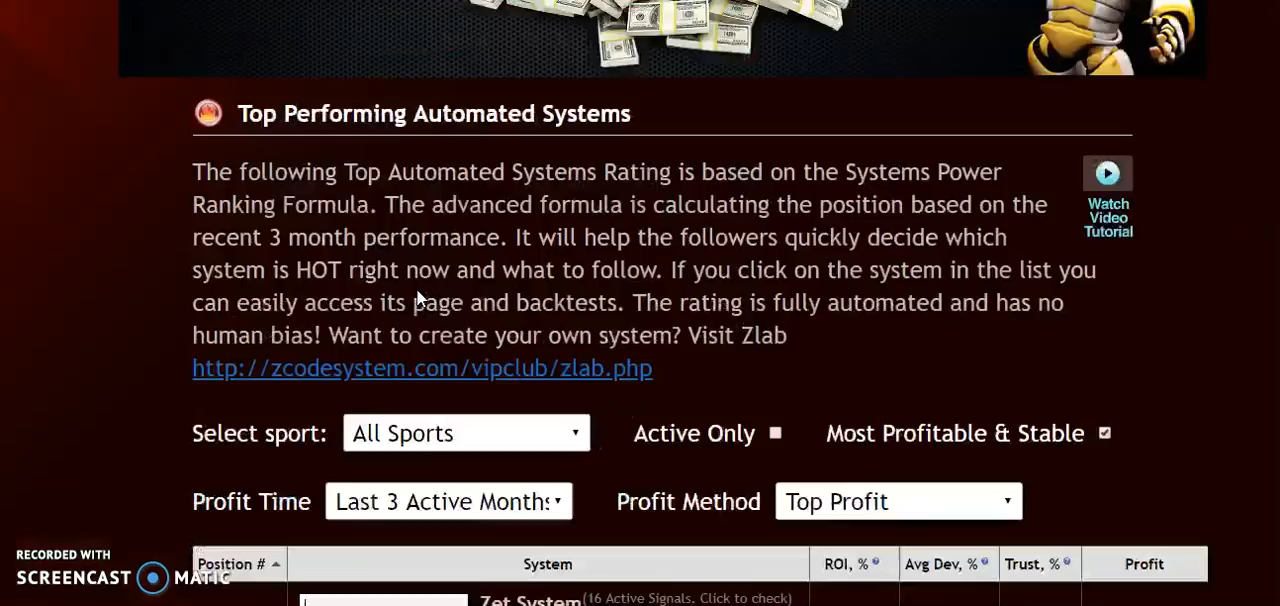 Top Performing Automated Systems
The following Top Automated Systems Rating is based on the Systems Power
Ranking Formula. The advanced formula is calculating the position based on the
recent 3 month performance. It will help the followers quickly decide which
system is HOT right now and what to follow. If you click on the system in the list you
can easily access its page and backtests. The rating is fully automated and has no
human bias! Want to create your own system? Visit Zlab
http://zcodesystem.com/vipclub/zlab.php
Watch
Video
Tutorial
Select sport: All Sports Active Only Most Profitable & Stable
Profit Time Last 3 Active Months Profit Method Top Profit
RECORDED WITH
SCREENCAST MATIC
Position # System ROI, % Avg Dev, % Trust, % Profit
Zet System (16 Active Signals. Click to check)